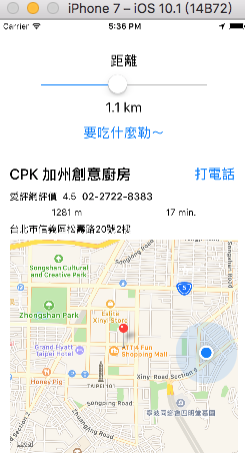 iPhone 7 – iOS 10.1 (14B72)
Carrier 5:36 PM
距離
1.1 km
要吃什麼勒～
CPK 加州創意廚房 打電話
愛評網評價 4.5 02-2722-8383
1281 m 17 min.
台北市信義區松壽路20號2樓
Songshan Cultural
and Creative Park
Zhongshan Park
Eslite
Xinyi Store
Grand Hyatt
taipei Hotel
ATT4 Fun
Shopping Mall
Honey Pig
Xinyi Road Section
Songshan Road
5